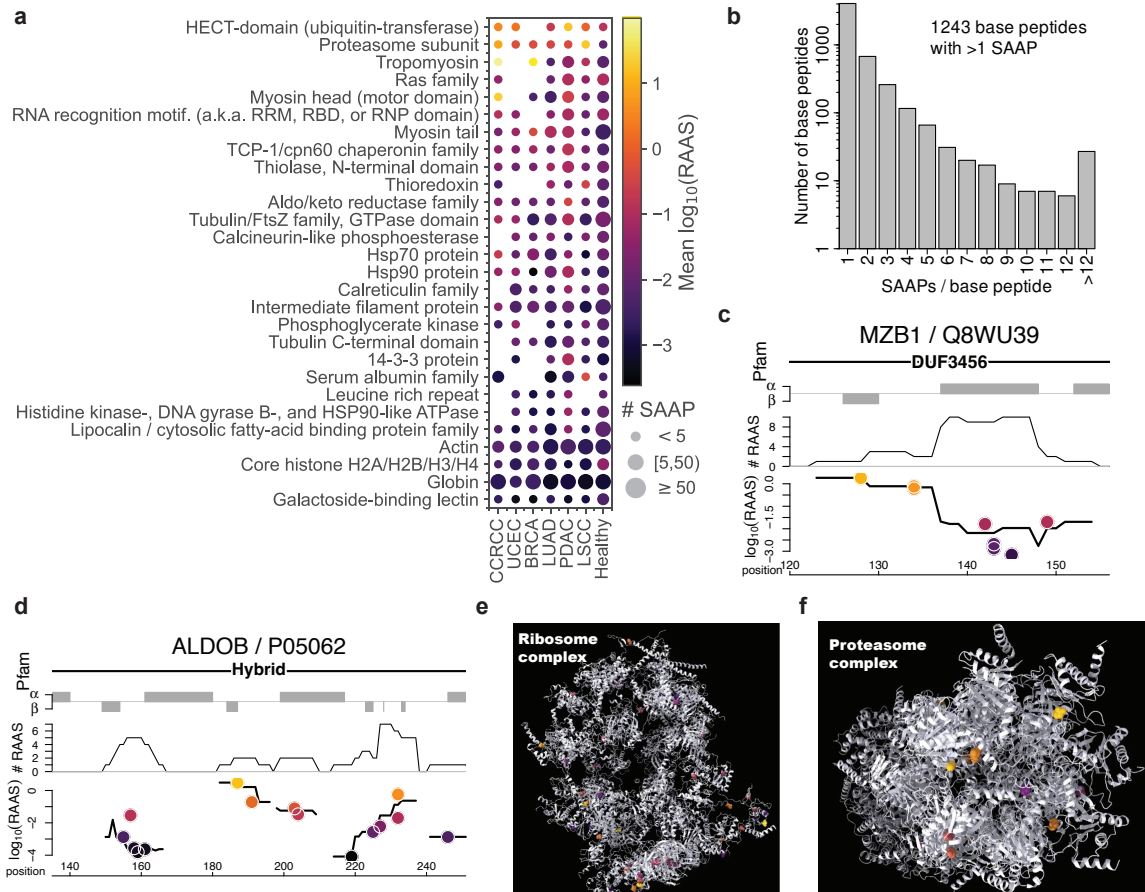 a
HECT-domain (ubiquitin-transferase)
Proteasome subunit
Tropomyosin
Ras family
Myosin head (motor domain)
RNA recognition motif. (a.k.a. RRM, RBD, or RNP domain)
Myosin tail
TCP-1/cpn60 chaperonin family
Thiolase, N-terminal domain
Thioredoxin
Aldo/keto reductase family
Tubulin/FtsZ family, GTPase domain
Calcineurin-like phosphoesterase
Hsp70 protein
Hsp90 protein
Calreticulin family
Intermediate filament protein
Phosphoglycerate kinase
Tubulin C-terminal domain
14-3-3 protein
Serum albumin family
Leucine rich repeat
Histidine kinase-, DNA gyrase B-, and HSP90-like ATPase
Lipocalin / cytosolic fatty-acid binding protein family
Actin
Core histone H2A/H2B/H3/H4
Globin
Galactoside-binding lectin
CCRCC
UCEC
BRCA
LUAD
PDAC
LSCC
Healthy
1
0
−1
−2
−3
Mean log10(RAAS)
# SAAP
< 5
[5,50)
≥ 50
b
1243 base peptides
with >1 SAAP
Number of base peptides
1000
100
10
1
1 2 3 4 5 6 7 8 9 10 11 12 >12
SAAPs / base peptide
c
MZB1 / Q8WU39
Pfam
DUF3456
α
β
# RAAS
8
4
0
log10(RAAS)
0.0
-1.5
-3.0
position
120 130 140 150
d
ALDOB / P05062
Pfam
Hybrid
α
β
# RAAS
6
4
2
0
log10(RAAS)
0
-2
-4
position
140 160 180 200 220 240
e
Ribosome
complex
f
Proteasome
complex